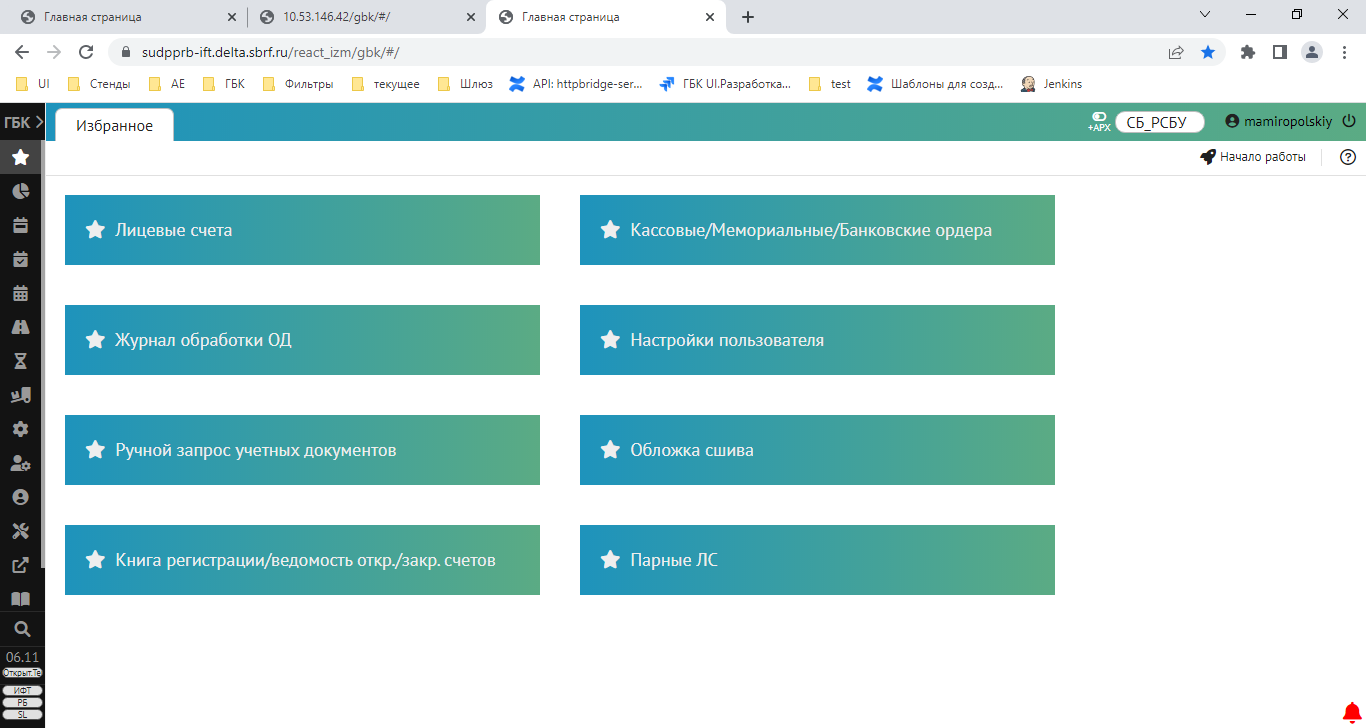 Главная страница
10.53.146.42/gbk/#/
Главная страница
sudpprb-ift.delta.sbrf.ru/react_izm/gbk/#/
UI
Стенды
АЕ
ГБК
Фильтры
текущее
Шлюз
API: httpbridge-ser...
ГБК UI.Разработка...
test
Шаблоны для созд...
Jenkins
ГБК
Избранное
+АРХ
СБ_РСБУ
mamiropolskiy
Начало работы
Лицевые счета
Кассовые/Мемориальные/Банковские ордера
Журнал обработки ОД
Настройки пользователя
Ручной запрос учетных документов
Обложка сшива
Книга регистрации/ведомость откр./закр. счетов
Парные ЛС
06.11
Открыт.Те
ИФТ
РБ
SL